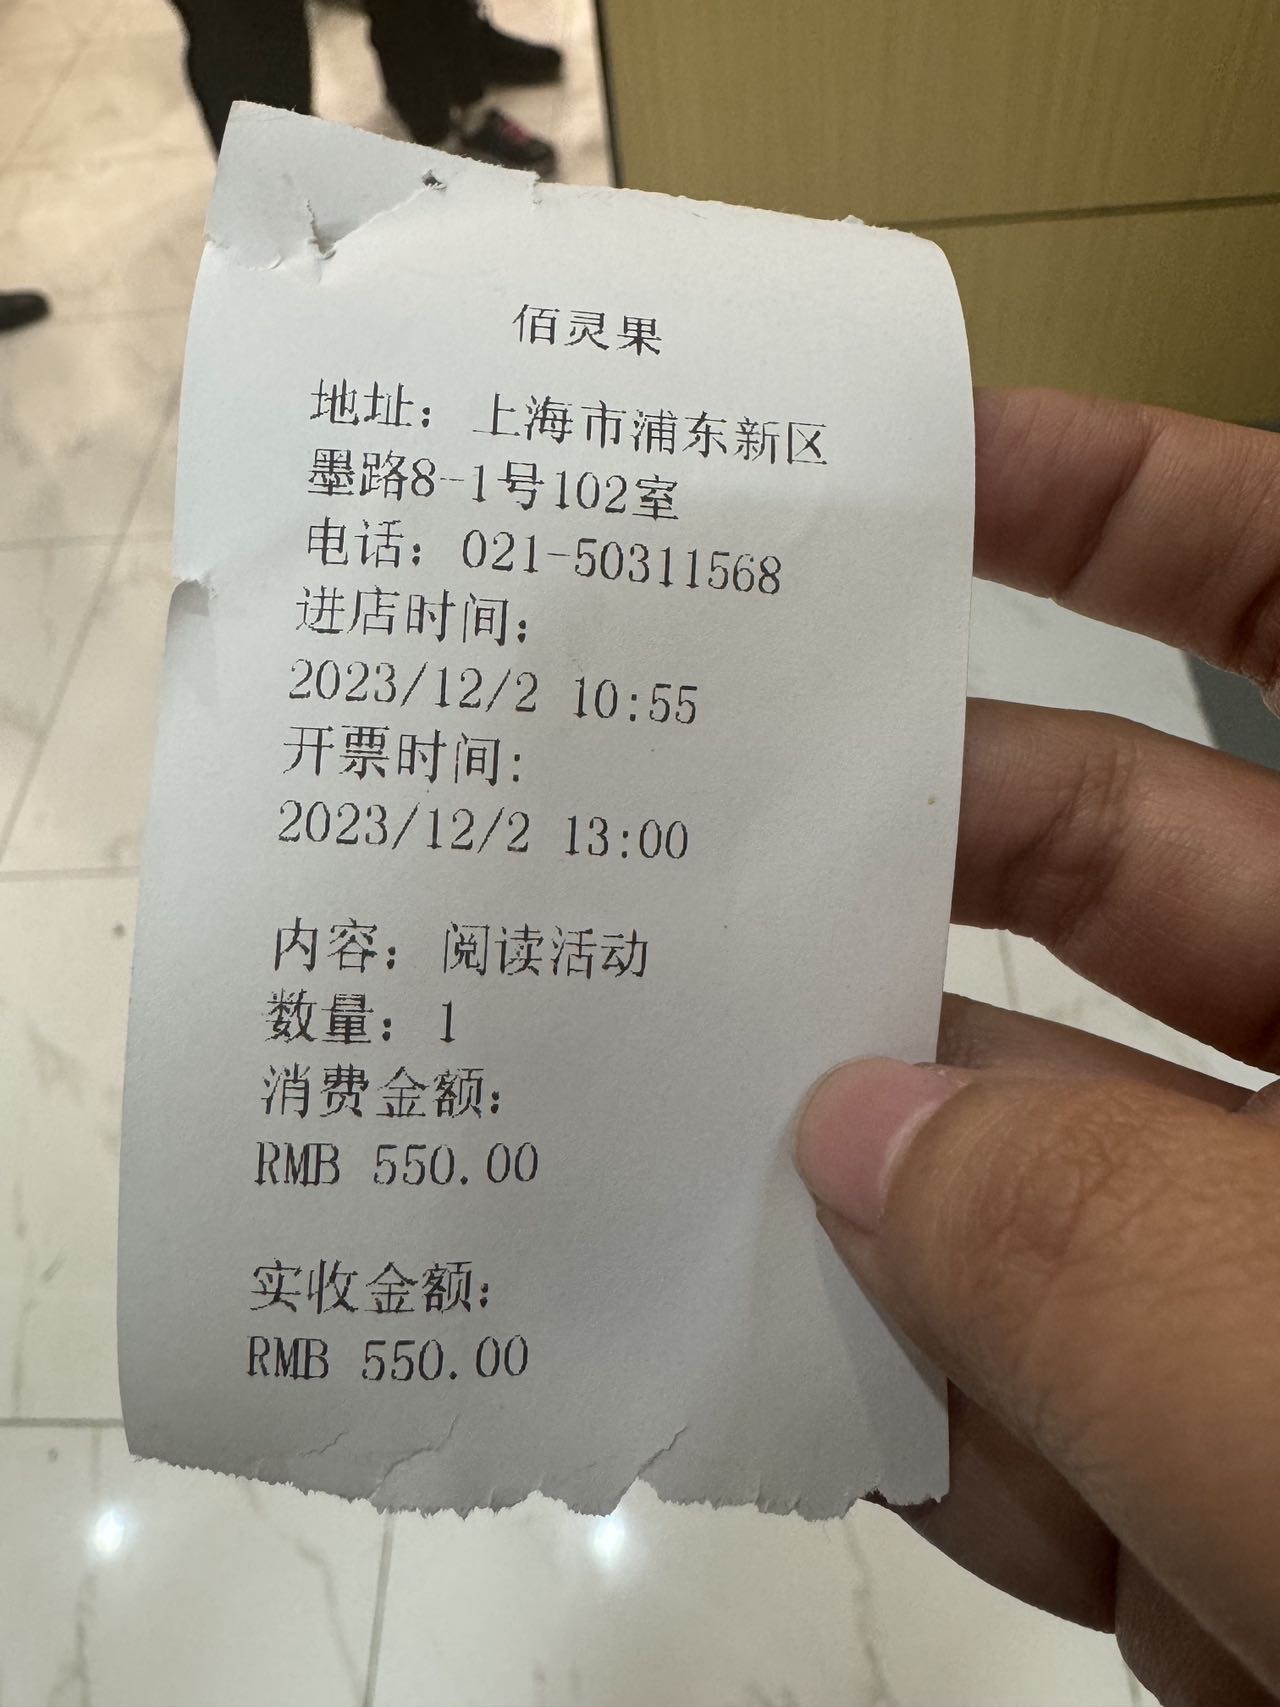 佰灵果
地址：上海市浦东新区
墨路8-1号102室
电话：021-50311568
进店时间：
2023/12/2 10:55
开票时间:
2023/12/2 13:00
内容：阅读活动
数量：1
消费金额：
RMB 550.00
实收金额：
RMB 550.00